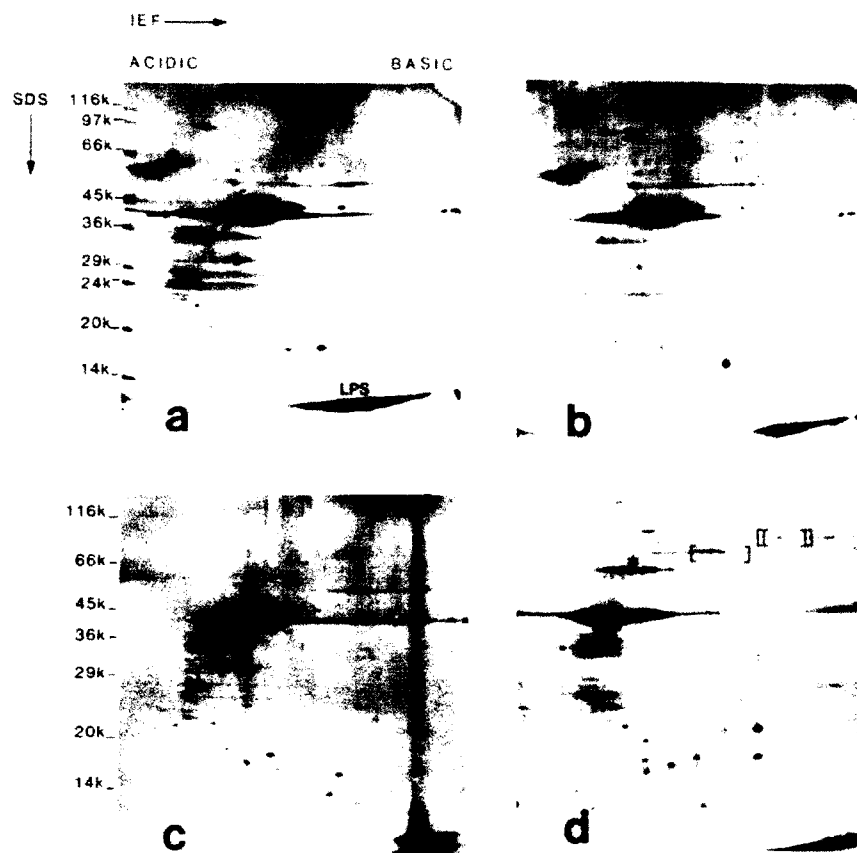 IEF
ACIDIC BASIC
SDS
116k
97k
66k
45k
36k
29k
24k
20k
14k
LPS
a
b
116k
66k
45k
36k
29k
20k
14k
c
d